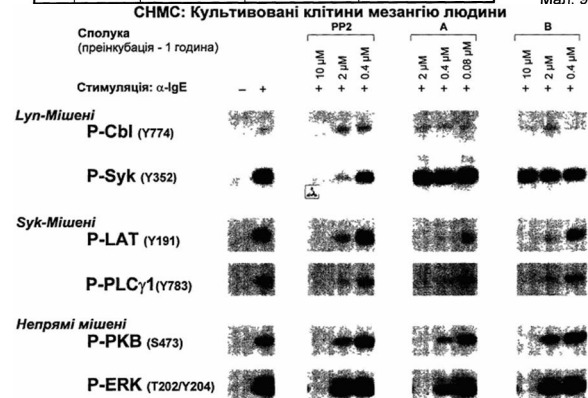 Мал. 9
СНМС: Культивовані клітини мезангію людини
Сполука
(преінкубація - 1 година)
PP2 A B
10 μM 2 μM 0.4 μM 2 μM 0.4 μM 0.08 μM 10 μM 2 μM 0.4 μM
Стимуляція: α-IgE - + + + + + + + + + +
Lyn-Мішені
P-Cbl (Y774)
P-Syk (Y352)
Syk-Мішені
P-LAT (Y191)
P-PLCγ1(Y783)
Непрямі мішені
P-PKB (S473)
P-ERK (T202/Y204)